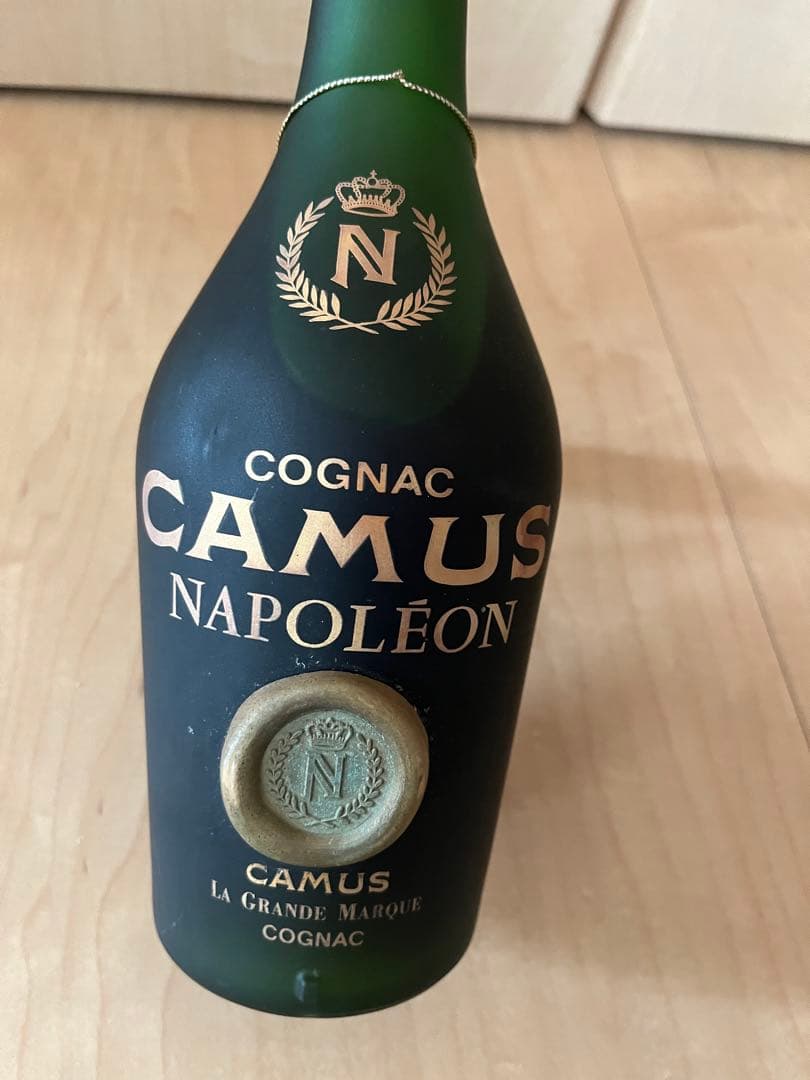 N
COGNAC
CAMUS
NAPOLÉON
N
CAMUS
LA GRANDE MARQUE
COGNAC